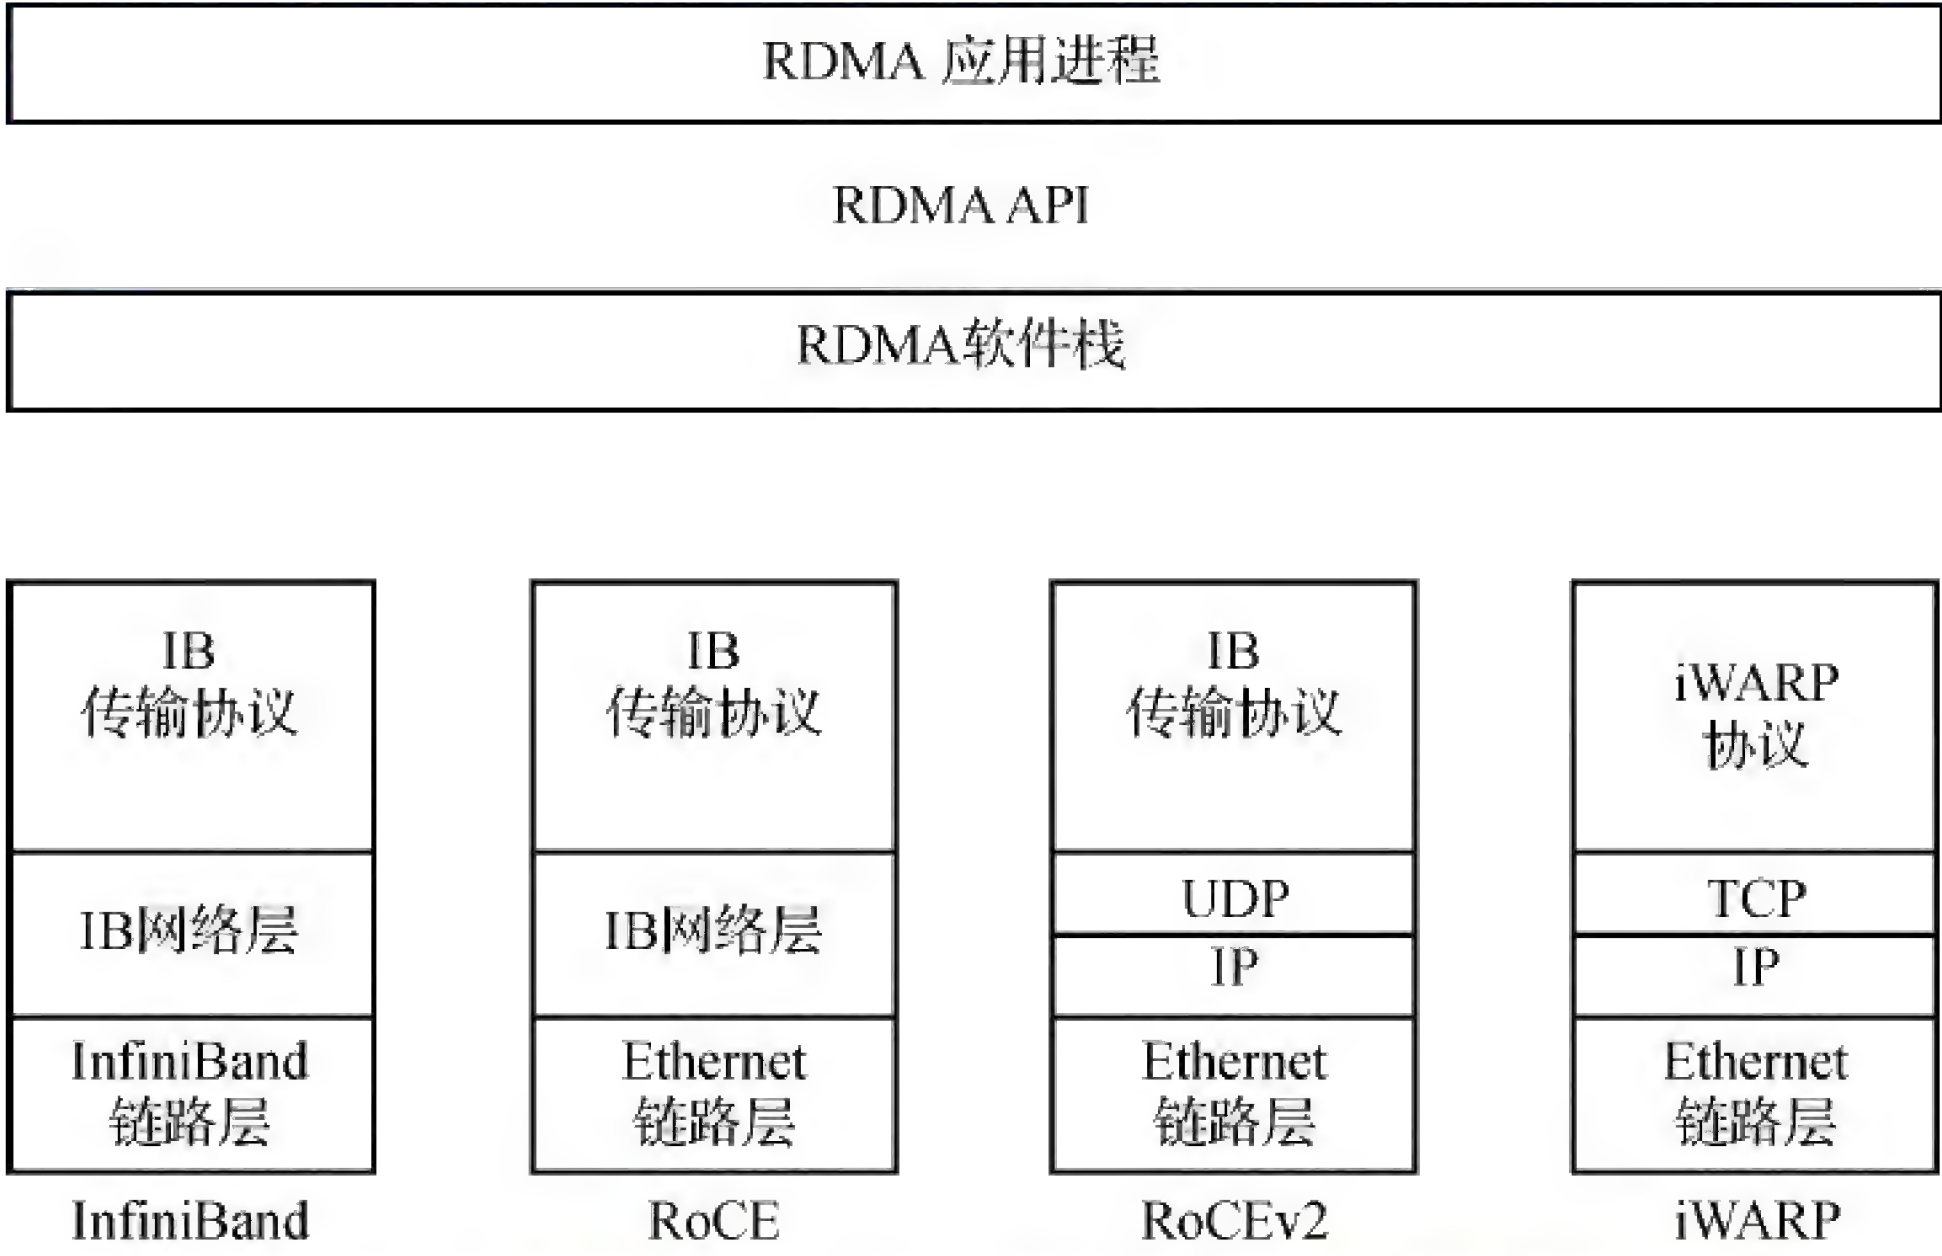 RDMA 应用进程
RDMA API
RDMA软件栈
IB
传输协议
IB网络层
InfiniBand
链路层
InfiniBand
IB
传输协议
IB网络层
Ethernet
链路层
RoCE
IB
传输协议
UDP
IP
Ethernet
链路层
RoCEv2
iWARP
协议
TCP
IP
Ethernet
链路层
iWARP